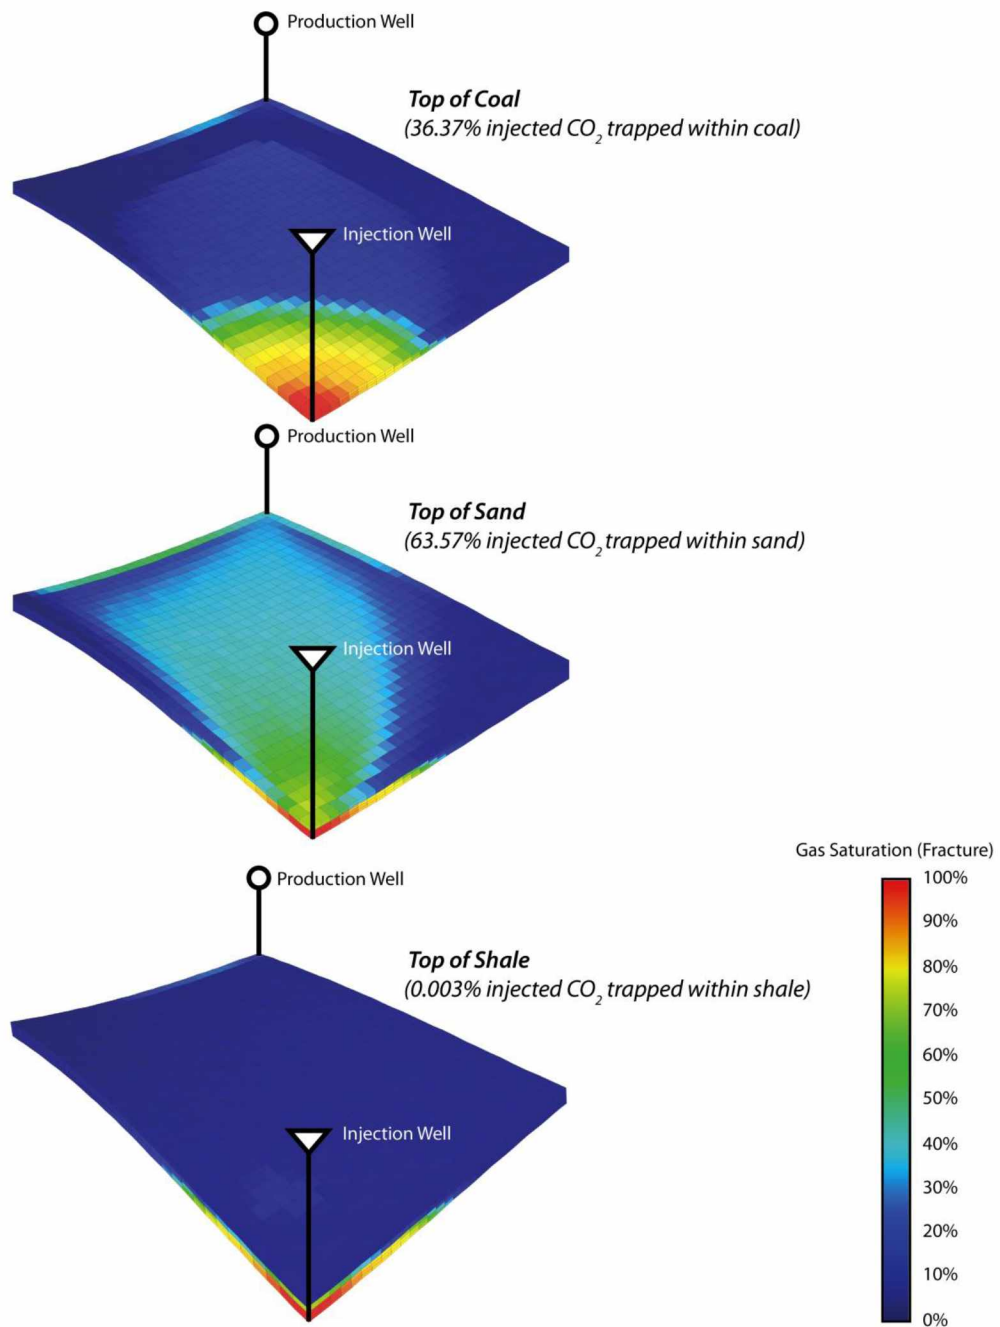 Production Well
Top of Coal
(36.37% injected CO₂ trapped within coal)
Injection Well
Production Well
Top of Sand
(63.57% injected CO₂ trapped within sand)
Injection Well
Gas Saturation (Fracture)
Production Well
100%
90%
Top of Shale
80%
(0.003% injected CO₂ trapped within shale)
70%
60%
50%
Injection Well
40%
30%
20%
10%
0%